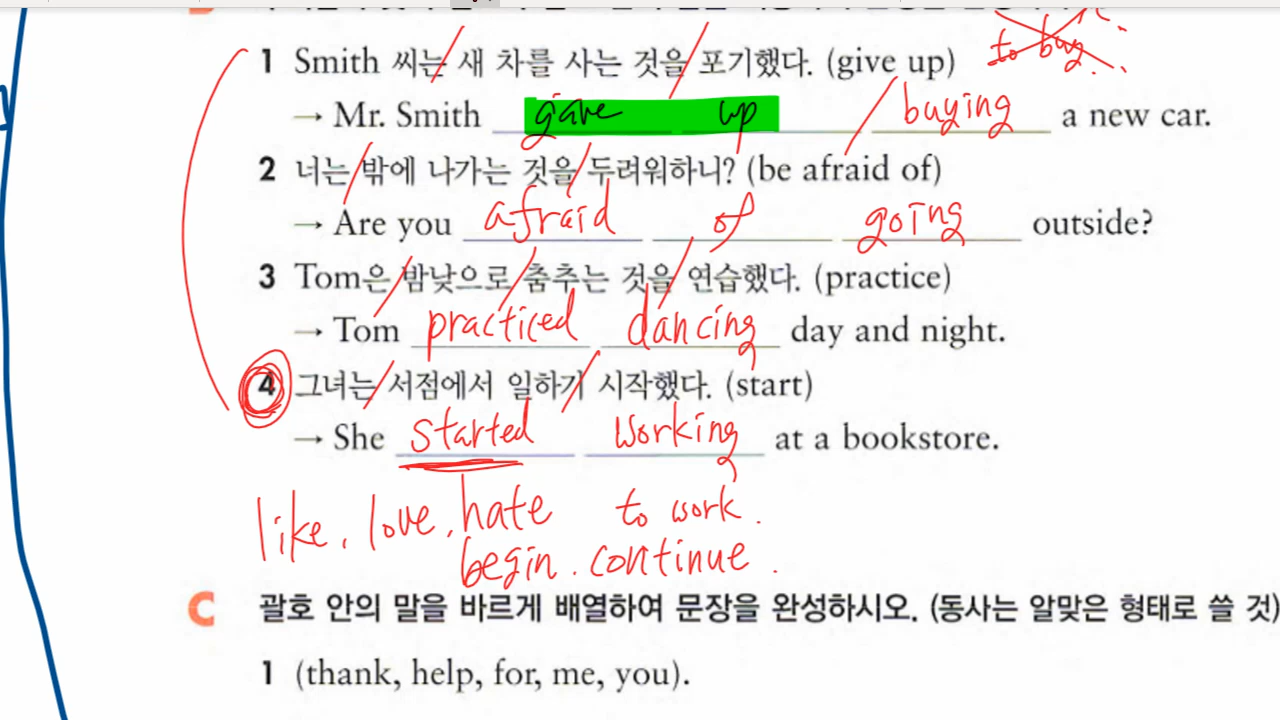 1 Smith 씨는 새 차를 사는 것을 포기했다. (give up) to buy
→ Mr. Smith gave up buying a new car.
2 너는 밖에 나가는 것을 두려워하니? (be afraid of)
→ Are you afraid of going outside?
3 Tom은 밤낮으로 춤추는 것을 연습했다. (practice)
→ Tom practiced dancing day and night.
4 그녀는 서점에서 일하기 시작했다. (start)
→ She started working at a bookstore.
like, love, hate to work.
begin. continue.
C 괄호 안의 말을 바르게 배열하여 문장을 완성하시오. (동사는 알맞은 형태로 쓸 것)
1 (thank, help, for, me, you).